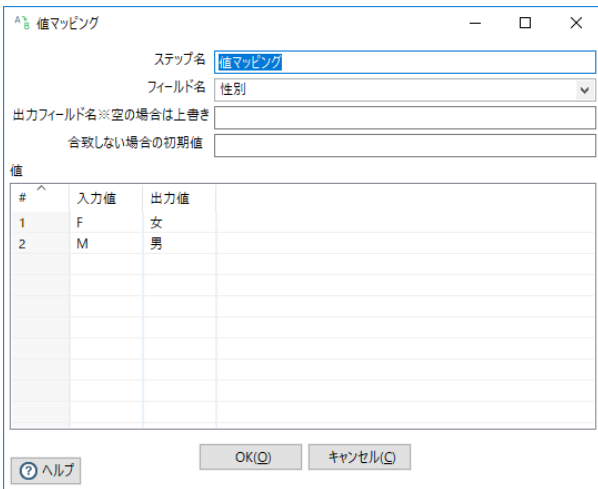 値マッピング
ステップ名 値マッピング
フィールド名 性別
出力フィールド名※空の場合は上書き
合致しない場合の初期値
値
# 入力値 出力値
1 F 女
2 M 男
OK(O) キャンセル(C)
ヘルプ